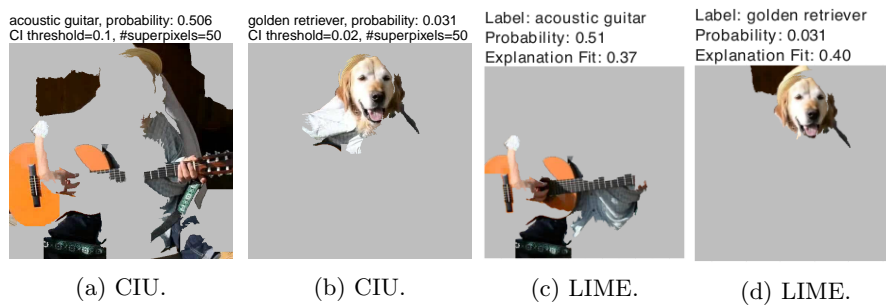 acoustic guitar, probability: 0.506
CI threshold=0.1, #superpixels=50
golden retriever, probability: 0.031
CI threshold=0.02, #superpixels=50
Label: acoustic guitar
Probability: 0.51
Explanation Fit: 0.37
Label: golden retriever
Probability: 0.031
Explanation Fit: 0.40
(a) CIU.
(b) CIU.
(c) LIME.
(d) LIME.